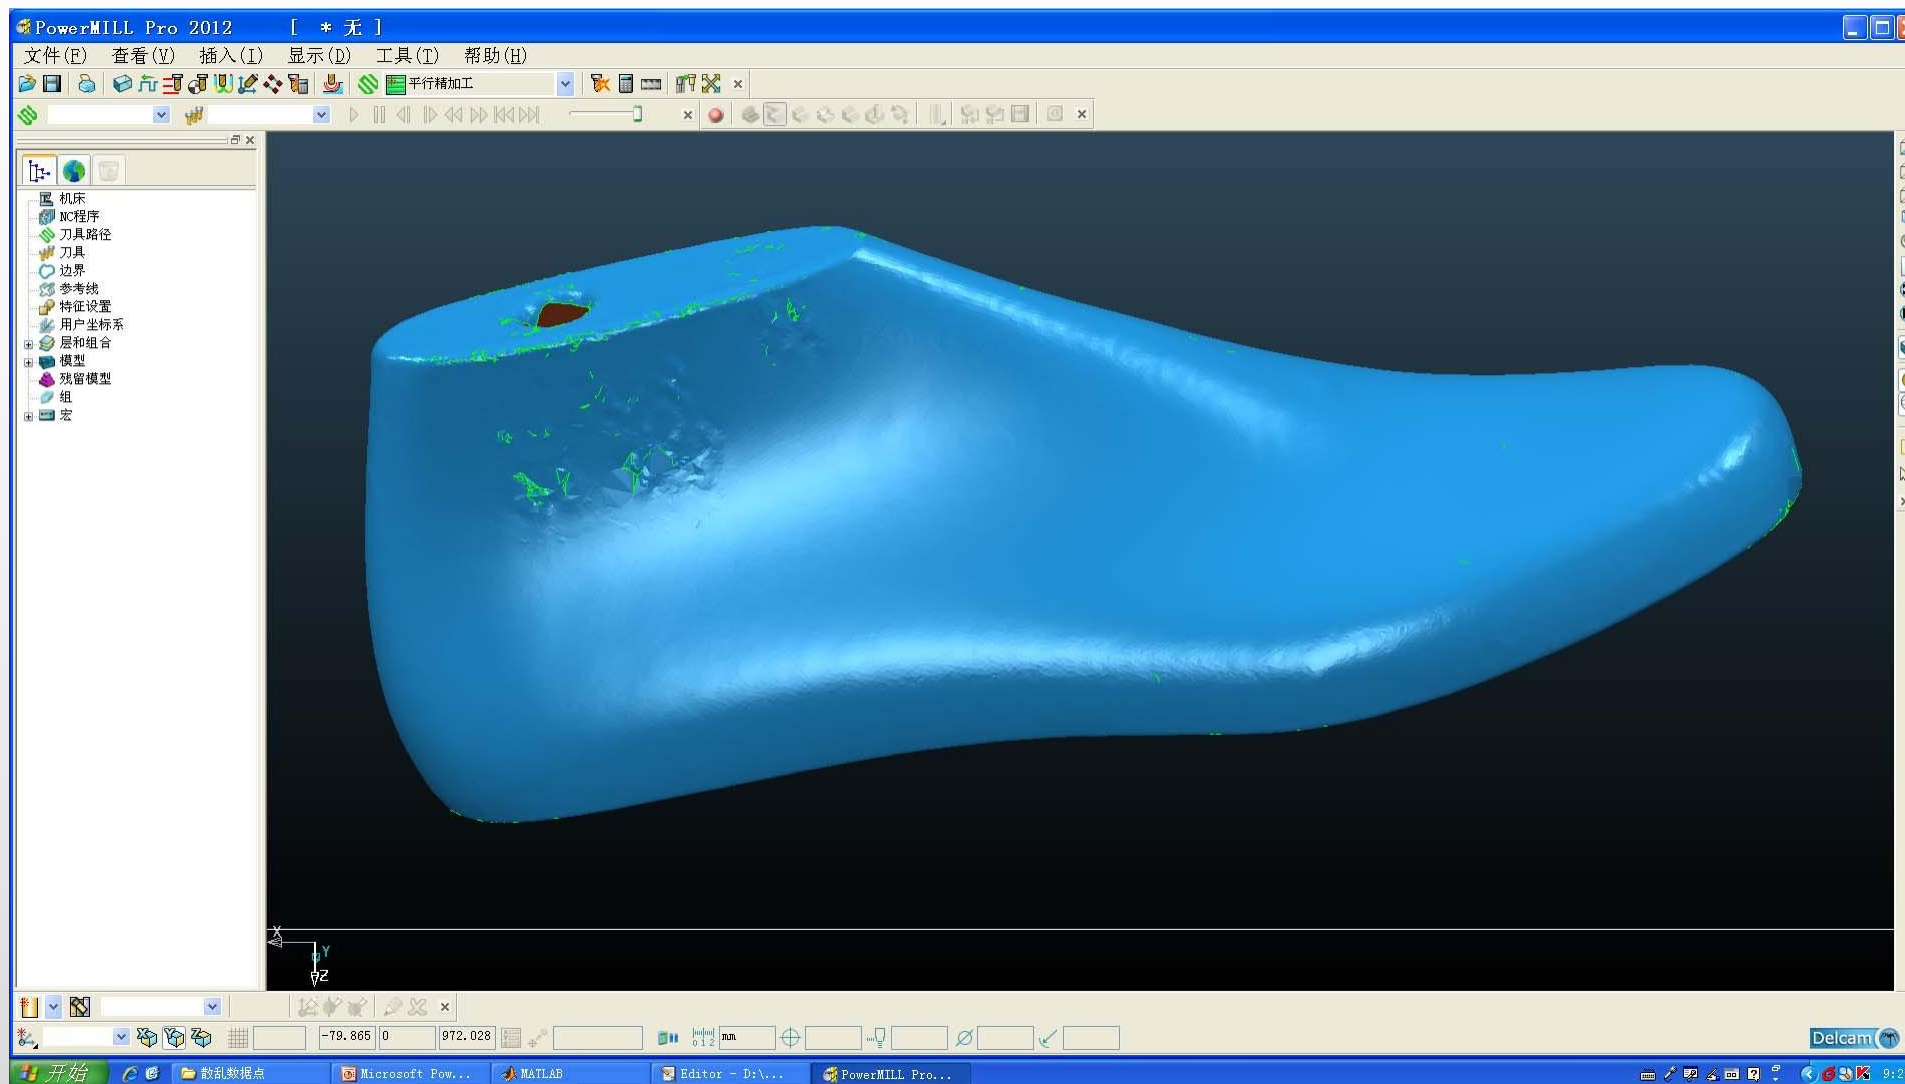 PowerMILL Pro 2012 [ * 无 ]
文件(F) 查看(V) 插入(I) 显示(D) 工具(T) 帮助(H)
平行精加工
机床
NC程序
刀具路径
刀具
边界
参考线
特征设置
用户坐标系
层和组合
模型
残留模型
组
宏
X
Y
Z
-79.865 0 972.028 mm
Delcam
开始 散乱数据点 Microsoft Pow... MATLAB Editor - D:\... PowerMILL Pro...